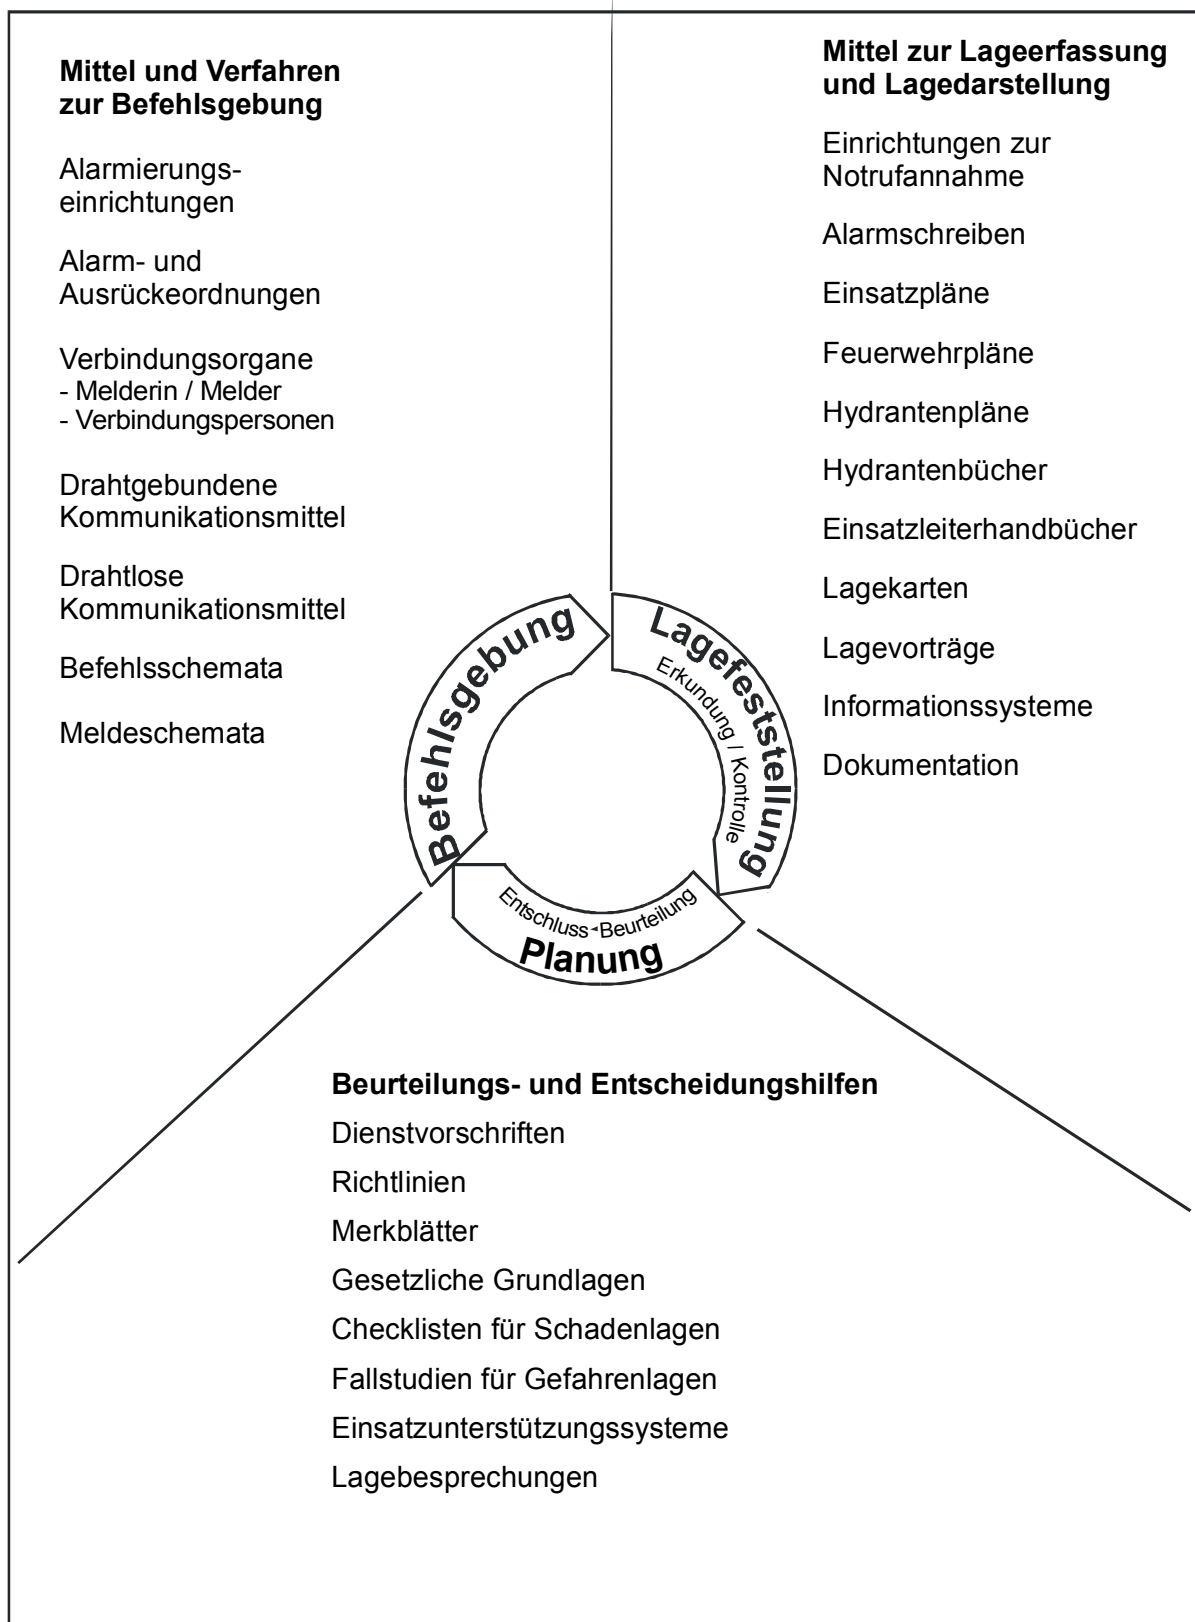 Mittel und Verfahren
zur Befehlsgebung
Alarmierungs-
einrichtungen
Alarm- und
Ausrückeordnungen
Verbindungsorgane
- Melderin / Melder
- Verbindungspersonen
Drahtgebundene
Kommunikationsmittel
Drahtlose
Kommunikationsmittel
Befehlsschemata
Meldeschemata
Mittel zur Lageerfassung
und Lagedarstellung
Einrichtungen zur
Notrufannahme
Alarmschreiben
Einsatzpläne
Feuerwehrpläne
Hydrantenpläne
Hydrantenbücher
Einsatzleiterhandbücher
Lagekarten
Lagevorträge
Informationssysteme
Dokumentation
Befehlsgebung
Lagefeststellung
Erkundung / Kontrolle
Entschluss◄Beurteilung
Planung
Beurteilungs- und Entscheidungshilfen
Dienstvorschriften
Richtlinien
Merkblätter
Gesetzliche Grundlagen
Checklisten für Schadenlagen
Fallstudien für Gefahrenlagen
Einsatzunterstützungssysteme
Lagebesprechungen